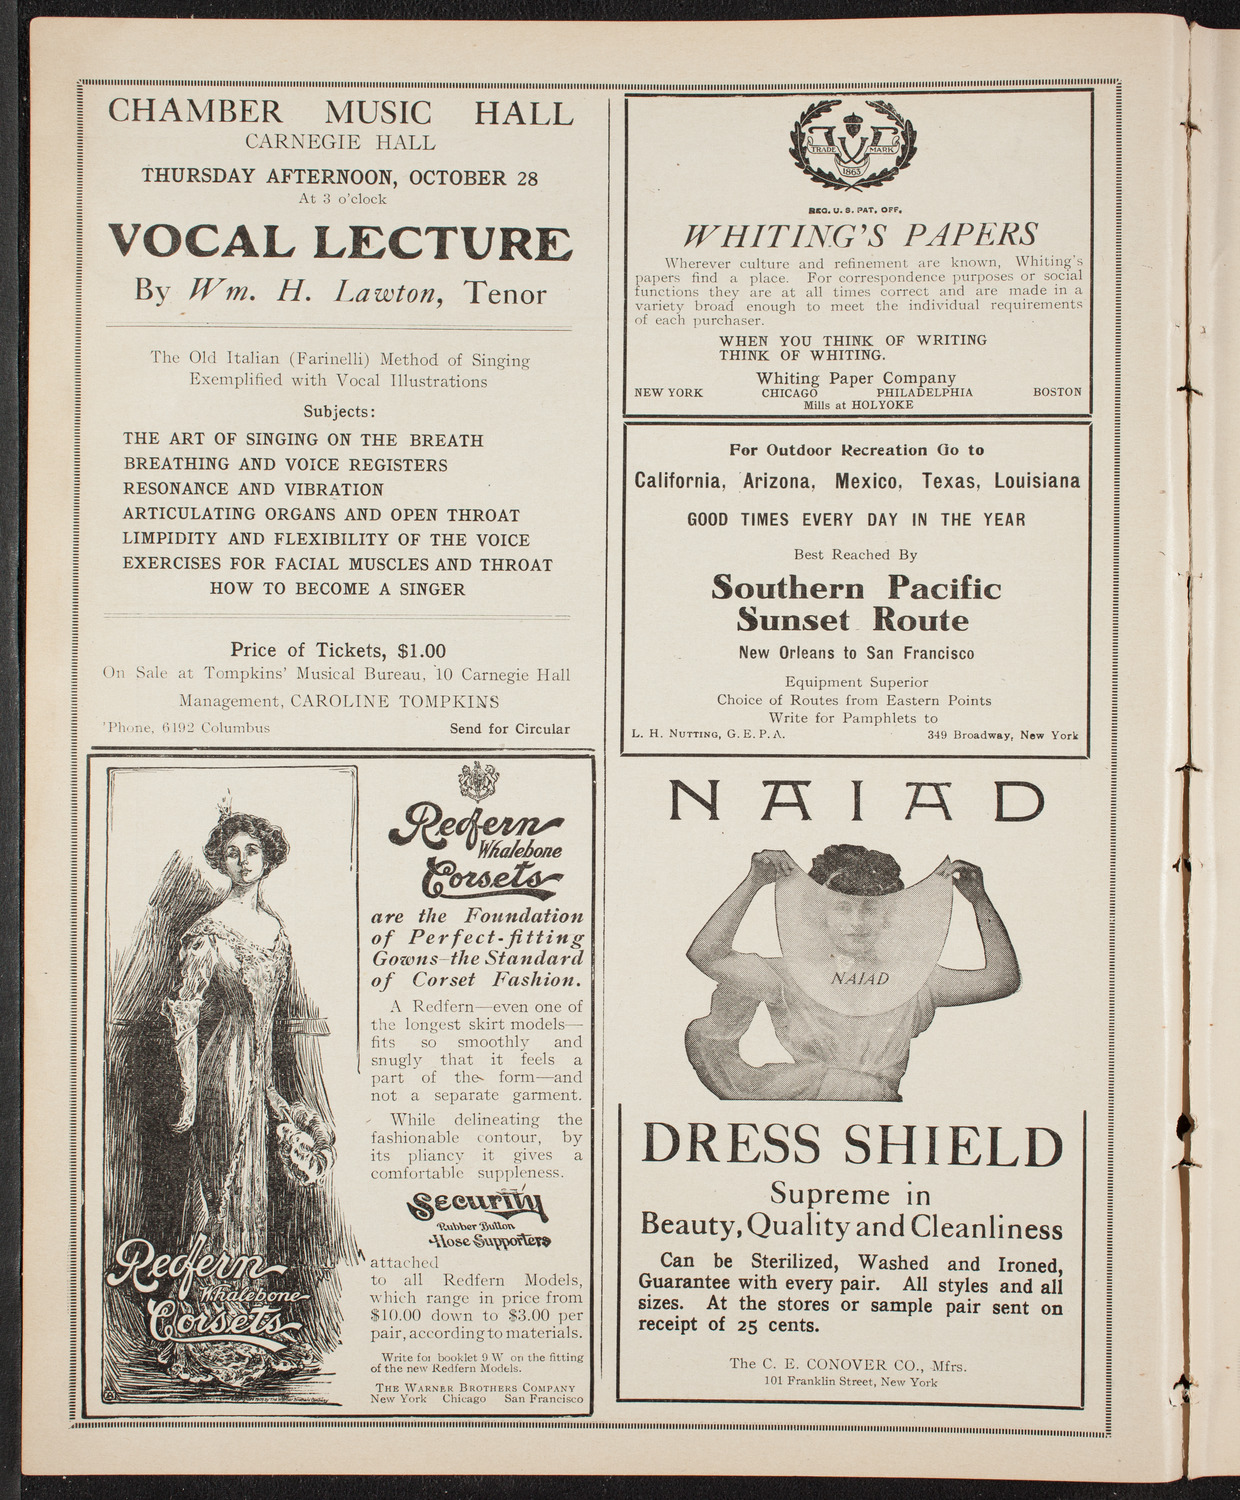 CHAMBER MUSIC HALL
CARNEGIE HALL
THURSDAY AFTERNOON, OCTOBER 28
At 3 o'clock
VOCAL LECTURE
By Wm. H. Lawton, Tenor
The Old Italian (Farinelli) Method of Singing
Exemplified with Vocal Illustrations
Subjects:
THE ART OF SINGING ON THE BREATH
BREATHING AND VOICE REGISTERS
RESONANCE AND VIBRATION
ARTICULATING ORGANS AND OPEN THROAT
LIMPIDITY AND FLEXIBILITY OF THE VOICE
EXERCISES FOR FACIAL MUSCLES AND THROAT
HOW TO BECOME A SINGER
Price of Tickets, $1.00
On Sale at Tompkins' Musical Bureau, 10 Carnegie Hall
Management, CAROLINE TOMPKINS
'Phone, 6192 Columbus Send for Circular
Redfern
Whalebone
Corsets
are the Foundation
of Perfect-fitting
Gowns—the Standard
of Corset Fashion.
A Redfern—even one of
the longest skirt models—
fits so smoothly and
snugly that it feels a
part of the form—and
not a separate garment.
While delineating the
fashionable contour, by
its pliancy it gives a
comfortable suppleness.
Security
Rubber Button
Hose Supporters
attached
to all Redfern Models,
which range in price from
$10.00 down to $3.00 per
pair, according to materials.
Write for booklet 9 W on the fitting
of the new Redfern Models.
THE WARNER BROTHERS COMPANY
New York Chicago San Francisco
Redfern
Whalebone
Corsets
TRADE MARK
1865
REG. U. S. PAT. OFF.
WHITING'S PAPERS
Wherever culture and refinement are known, Whiting's
papers find a place. For correspondence purposes or social
functions they are at all times correct and are made in a
variety broad enough to meet the individual requirements
of each purchaser.
WHEN YOU THINK OF WRITING
THINK OF WHITING.
Whiting Paper Company
NEW YORK CHICAGO PHILADELPHIA BOSTON
Mills at HOLYOKE
For Outdoor Recreation Go to
California, Arizona, Mexico, Texas, Louisiana
GOOD TIMES EVERY DAY IN THE YEAR
Best Reached By
Southern Pacific
Sunset Route
New Orleans to San Francisco
Equipment Superior
Choice of Routes from Eastern Points
Write for Pamphlets to
L. H. NUTTING, G. E. P. A. 349 Broadway, New York
NAIAD
NAIAD
DRESS SHIELD
Supreme in
Beauty, Quality and Cleanliness
Can be Sterilized, Washed and Ironed,
Guarantee with every pair. All styles and all
sizes. At the stores or sample pair sent on
receipt of 25 cents.
The C. E. CONOVER CO., Mfrs.
101 Franklin Street, New York